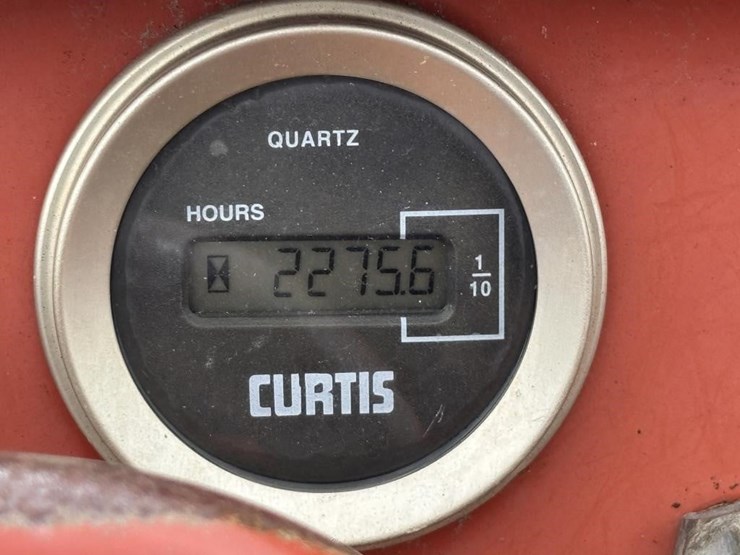 QUARTZ
HOURS
2275.6
1/10
CURTIS